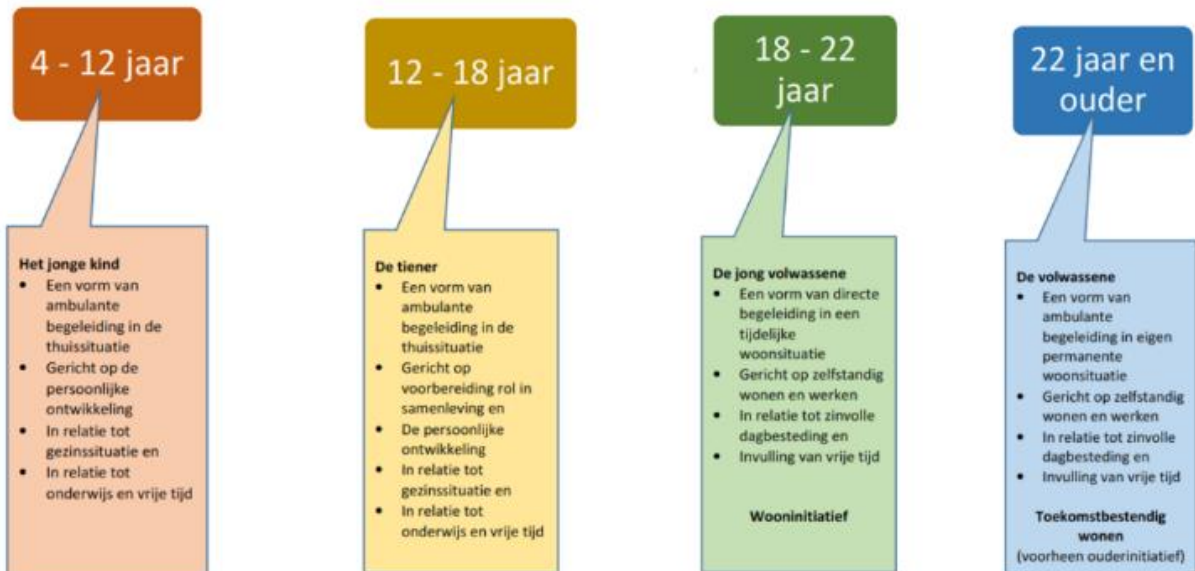 4 - 12 jaar
12 - 18 jaar
18 - 22
jaar
22 jaar en
ouder
Het jonge kind
• Een vorm van
ambulante
begeleiding in de
thuissituatie
• Gericht op de
persoonlijke
ontwikkeling
• In relatie tot
gezinssituatie en
• In relatie tot
onderwijs en vrije tijd
De tiener
• Een vorm van
ambulante
begeleiding in de
thuissituatie
• Gericht op
voorbereiding rol in
samenleving en
• De persoonlijke
ontwikkeling
• In relatie tot
gezinssituatie en
• In relatie tot
onderwijs en vrije tijd
De jong volwassene
• Een vorm van directe
begeleiding in een
tijdelijke
woonsituatie
• Gericht op zelfstandig
wonen en werken
• In relatie tot zinvolle
dagbesteding en
• Invulling van vrije tijd
Wooninitiatief
De volwassene
• Een vorm van
ambulante
begeleiding in eigen
permanente
woonsituatie
• Gericht op zelfstandig
wonen en werken
• In relatie tot zinvolle
dagbesteding en
• Invulling van vrije tijd
Toekomstbestendig
wonen
(voorheen ouderinitiatief)